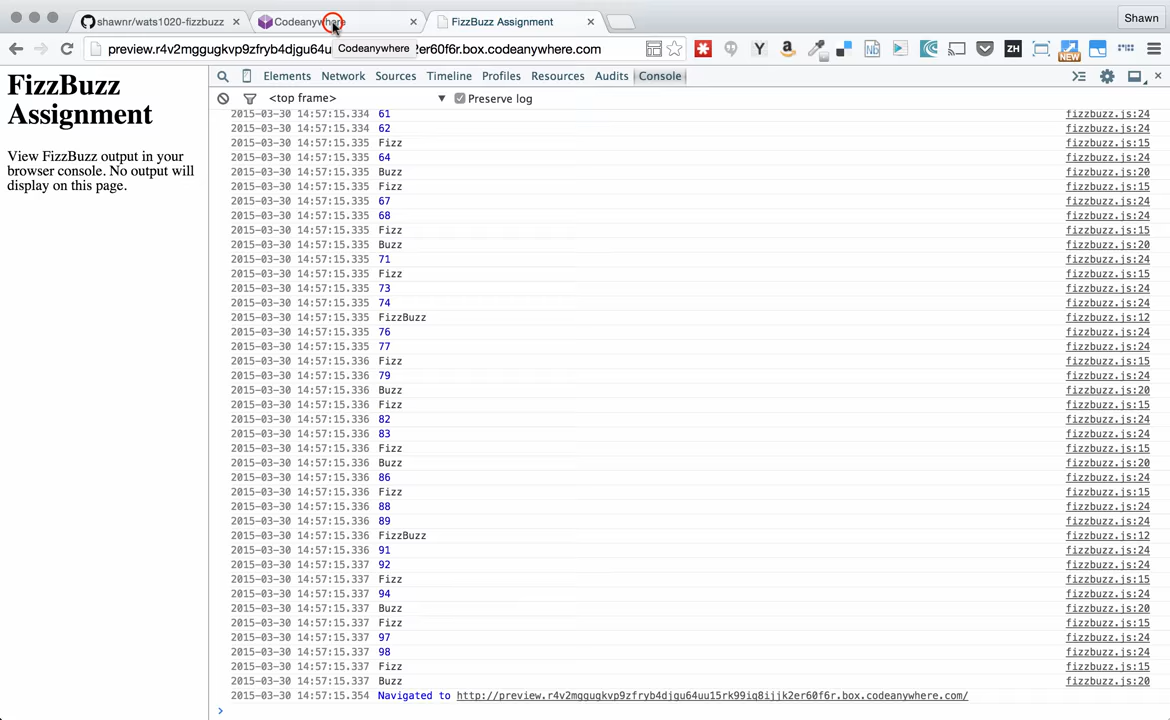 shawnr/wats1020-fizzbuzz × Codeanywhere × FizzBuzz Assignment × Shawn
preview.r4v2mggugkvp9zfryb4djgu64u Codeanywhere 2er60f6r.box.codeanywhere.com Y a Nb ZH NEW
FizzBuzz
Assignment
View FizzBuzz output in your
browser console. No output will
display on this page.
Elements Network Sources Timeline Profiles Resources Audits Console
<top frame> ▼ Preserve log
2015-03-30 14:57:15.334 61 fizzbuzz.js:24
2015-03-30 14:57:15.334 62 fizzbuzz.js:24
2015-03-30 14:57:15.335 Fizz fizzbuzz.js:15
2015-03-30 14:57:15.335 64 fizzbuzz.js:24
2015-03-30 14:57:15.335 Buzz fizzbuzz.js:20
2015-03-30 14:57:15.335 Fizz fizzbuzz.js:15
2015-03-30 14:57:15.335 67 fizzbuzz.js:24
2015-03-30 14:57:15.335 68 fizzbuzz.js:24
2015-03-30 14:57:15.335 Fizz fizzbuzz.js:15
2015-03-30 14:57:15.335 Buzz fizzbuzz.js:20
2015-03-30 14:57:15.335 71 fizzbuzz.js:24
2015-03-30 14:57:15.335 Fizz fizzbuzz.js:15
2015-03-30 14:57:15.335 73 fizzbuzz.js:24
2015-03-30 14:57:15.335 74 fizzbuzz.js:24
2015-03-30 14:57:15.335 FizzBuzz fizzbuzz.js:12
2015-03-30 14:57:15.336 76 fizzbuzz.js:24
2015-03-30 14:57:15.336 77 fizzbuzz.js:24
2015-03-30 14:57:15.336 Fizz fizzbuzz.js:15
2015-03-30 14:57:15.336 79 fizzbuzz.js:24
2015-03-30 14:57:15.336 Buzz fizzbuzz.js:20
2015-03-30 14:57:15.336 Fizz fizzbuzz.js:15
2015-03-30 14:57:15.336 82 fizzbuzz.js:24
2015-03-30 14:57:15.336 83 fizzbuzz.js:24
2015-03-30 14:57:15.336 Fizz fizzbuzz.js:15
2015-03-30 14:57:15.336 Buzz fizzbuzz.js:20
2015-03-30 14:57:15.336 86 fizzbuzz.js:24
2015-03-30 14:57:15.336 Fizz fizzbuzz.js:15
2015-03-30 14:57:15.336 88 fizzbuzz.js:24
2015-03-30 14:57:15.336 89 fizzbuzz.js:24
2015-03-30 14:57:15.336 FizzBuzz fizzbuzz.js:12
2015-03-30 14:57:15.336 91 fizzbuzz.js:24
2015-03-30 14:57:15.337 92 fizzbuzz.js:24
2015-03-30 14:57:15.337 Fizz fizzbuzz.js:15
2015-03-30 14:57:15.337 94 fizzbuzz.js:24
2015-03-30 14:57:15.337 Buzz fizzbuzz.js:20
2015-03-30 14:57:15.337 Fizz fizzbuzz.js:15
2015-03-30 14:57:15.337 97 fizzbuzz.js:24
2015-03-30 14:57:15.337 98 fizzbuzz.js:24
2015-03-30 14:57:15.337 Fizz fizzbuzz.js:15
2015-03-30 14:57:15.337 Buzz fizzbuzz.js:20
2015-03-30 14:57:15.354 Navigated to http://preview.r4v2mggugkvp9zfryb4djgu64uu15rk99iq8ijjk2er60f6r.box.codeanywhere.com/
>